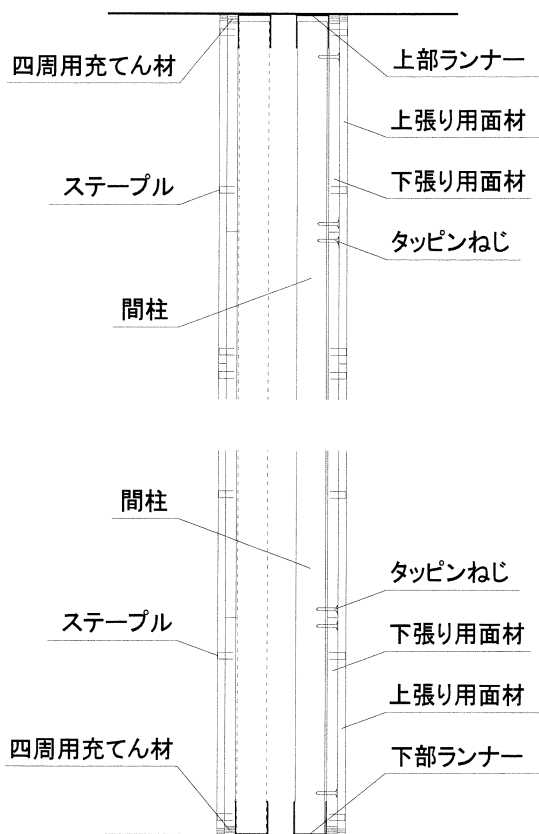 四周用充てん材
上部ランナー
上張り用面材
ステープル
下張り用面材
タッピンねじ
間柱
間柱
タッピンねじ
ステープル
下張り用面材
上張り用面材
四周用充てん材
下部ランナー